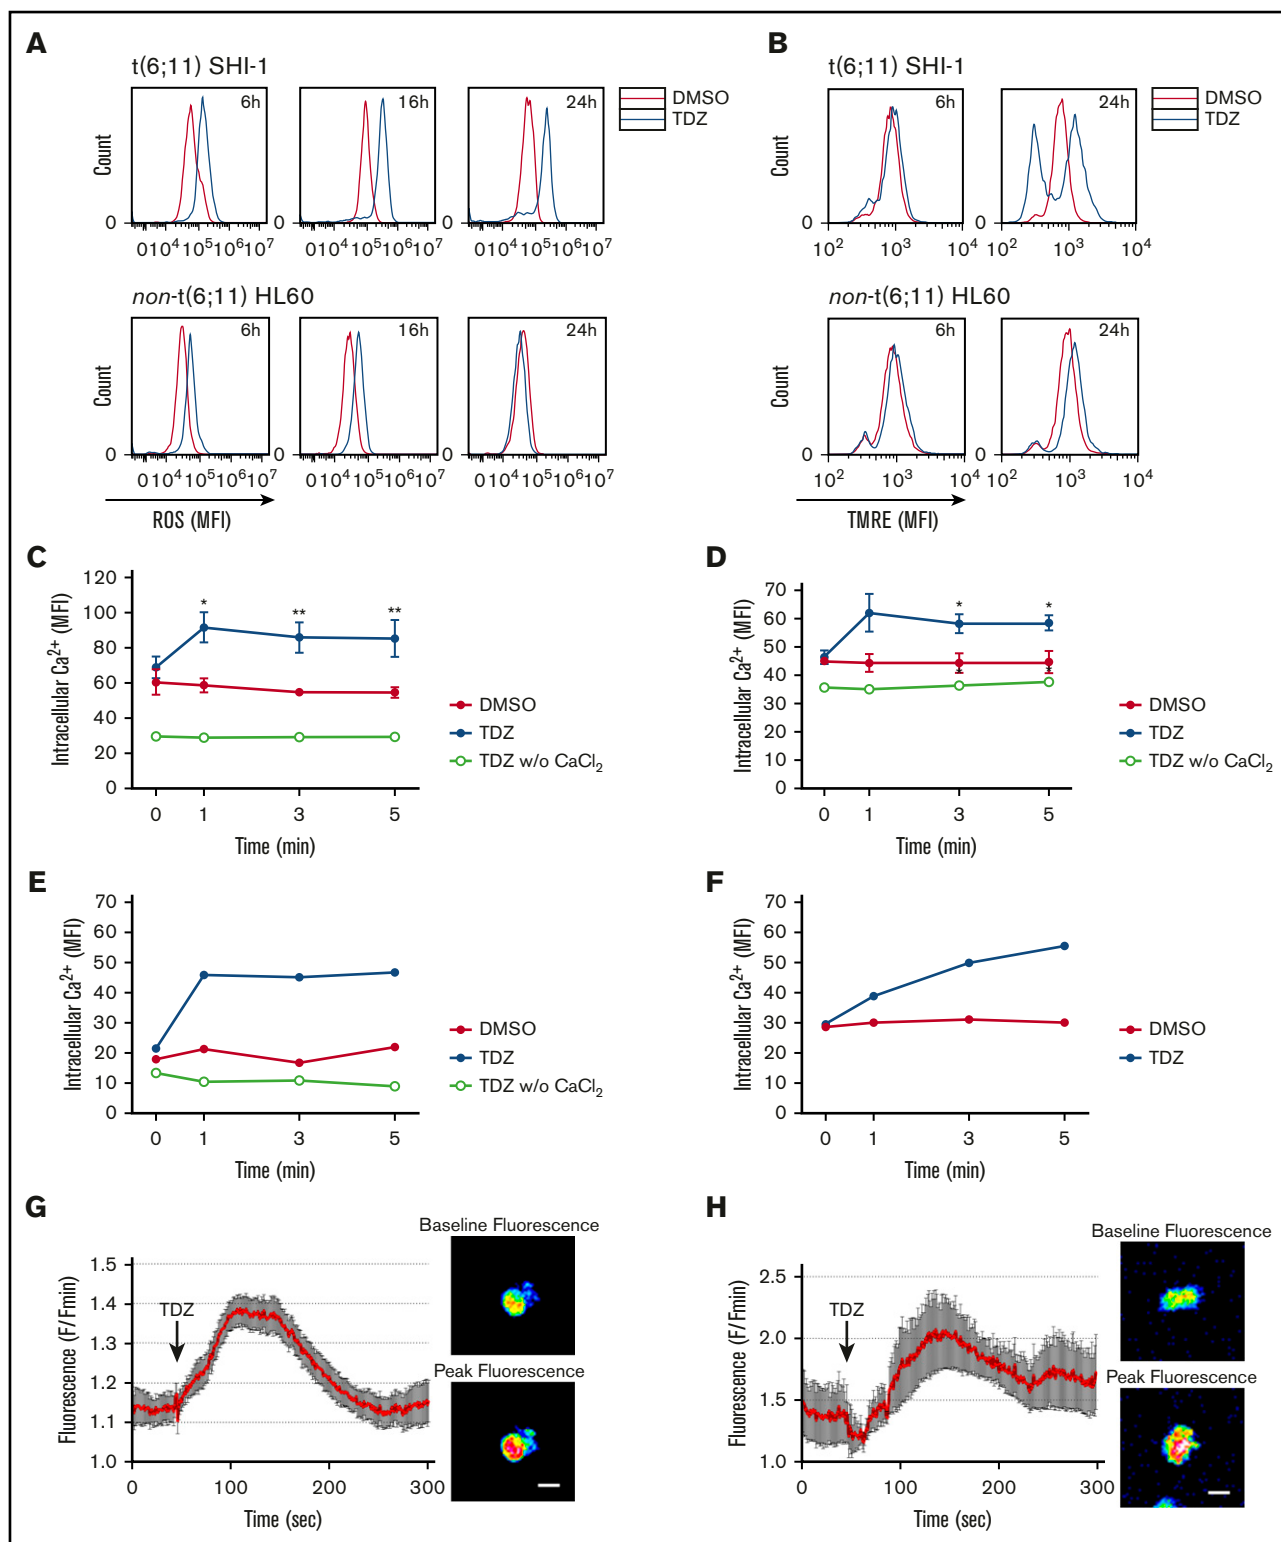 A
t(6;11) SHI-1
6h
16h
24h
DMSO
TDZ
Count
0
0
0
010⁴10⁵10⁶10⁷
010⁴10⁵10⁶10⁷
010⁴10⁵10⁶10⁷
non-t(6;11) HL60
6h
16h
24h
Count
0
0
0
010⁴10⁵10⁶10⁷
010⁴10⁵10⁶10⁷
010⁴10⁵10⁶10⁷
ROS (MFI)
B
t(6;11) SHI-1
6h
24h
DMSO
TDZ
Count
0
0
10² 10³ 10⁴
10² 10³ 10⁴
non-t(6;11) HL60
6h
24h
Count
0
0
10² 10³ 10⁴
10² 10³ 10⁴
TMRE (MFI)
C
Intracellular Ca²⁺ (MFI)
120
100
80
60
40
20
0
* ** **
0 1 3 5
Time (min)
DMSO
TDZ
TDZ w/o CaCl₂
D
Intracellular Ca²⁺ (MFI)
70
60
50
40
30
20
10
0
* *
* *
0 1 3 5
Time (min)
DMSO
TDZ
TDZ w/o CaCl₂
E
Intracellular Ca²⁺ (MFI)
70
60
50
40
30
20
10
0
0 1 3 5
Time (min)
DMSO
TDZ
TDZ w/o CaCl₂
F
Intracellular Ca²⁺ (MFI)
70
60
50
40
30
20
10
0
0 1 3 5
Time (min)
DMSO
TDZ
G
Fluorescence (F/Fmin)
1.5
1.4
1.3
1.2
1.1
1.0
TDZ
0 100 200 300
Time (sec)
Baseline Fluorescence
Peak Fluorescence
H
Fluorescence (F/Fmin)
2.5
2.0
1.5
1.0
TDZ
0 100 200 300
Time (sec)
Baseline Fluorescence
Peak Fluorescence